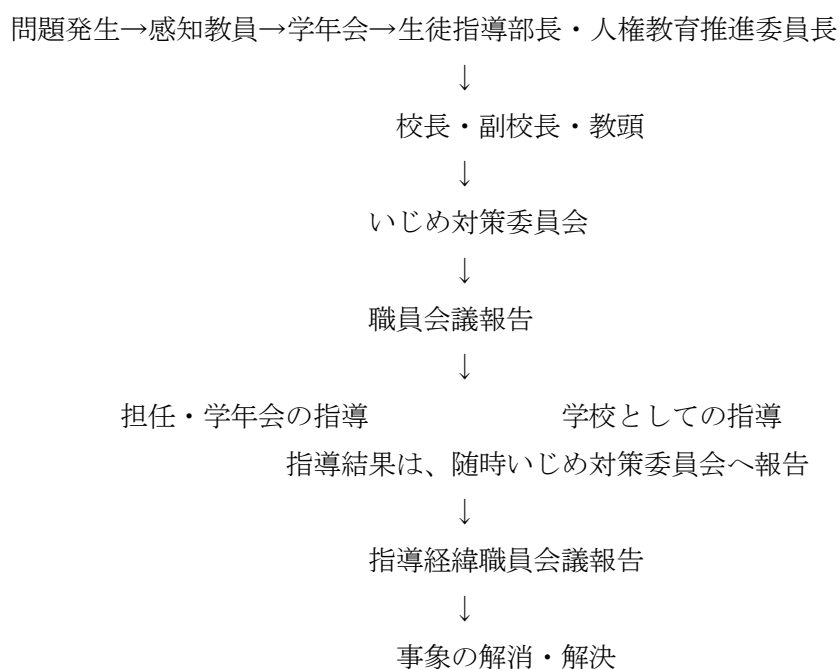 問題発生→感知教員→学年会→生徒指導部長・人権教育推進委員長
↓
校長・副校長・教頭
↓
いじめ対策委員会
↓
職員会議報告
↓
担任・学年会の指導 学校としての指導
指導結果は、随時いじめ対策委員会へ報告
↓
指導経緯職員会議報告
↓
事象の解消・解決